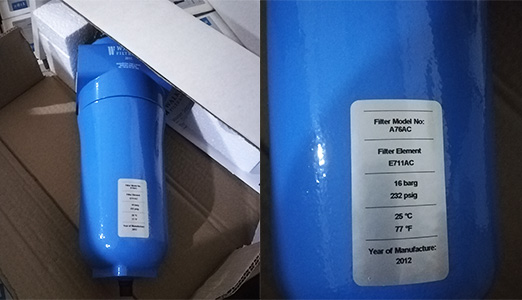 Filter Model No:
A76AC
Filter Element
E711AC
16 barg
232 psig
25 °C
77 °F
Year of Manufacture:
2012